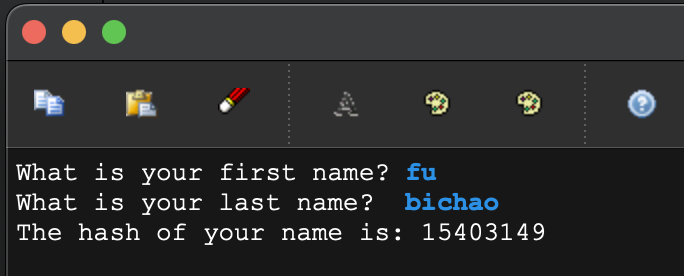 What is your first name? fu
What is your last name?  bichao
The hash of your name is: 15403149